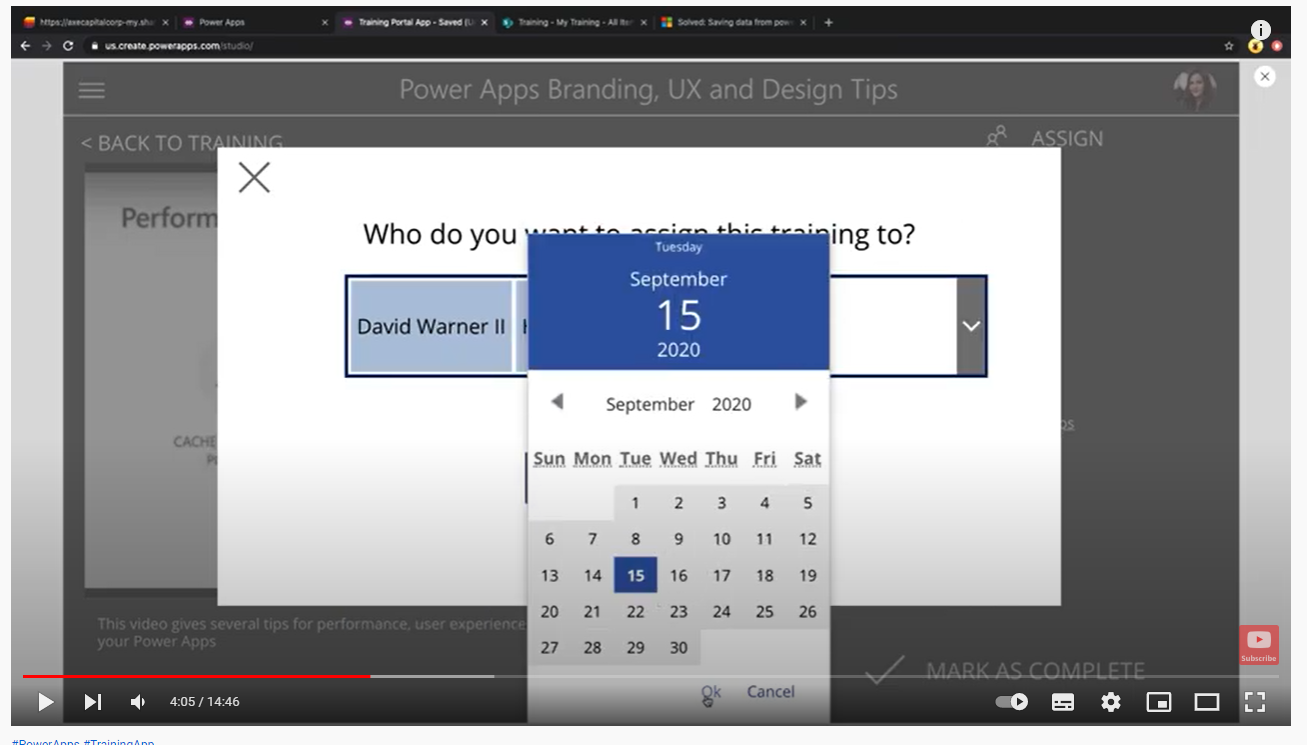 https://axecapitalcorp-my.sha
Power Apps
Training Portal App - Saved (U
Training - My Training - All Iter
Solved: Saving data from pow
us.create.powerapps.com/studio/
Power Apps Branding, UX and Design Tips
< BACK TO TRAINING
ASSIGN
Perform
Who do you want to assign this training to?
David Warner II
Tuesday
September
15
2020
September 2020
CACHE
Sun Mon Tue Wed Thu Fri Sat
1 2 3 4 5
6 7 8 9 10 11 12
13 14 15 16 17 18 19
20 21 22 23 24 25 26
27 28 29 30
This video gives several tips for performance, user experience
your Power Apps
Subscribe
MARK AS COMPLETE
Ok Cancel
4:05 / 14:46
#PowerApps #TrainingApp